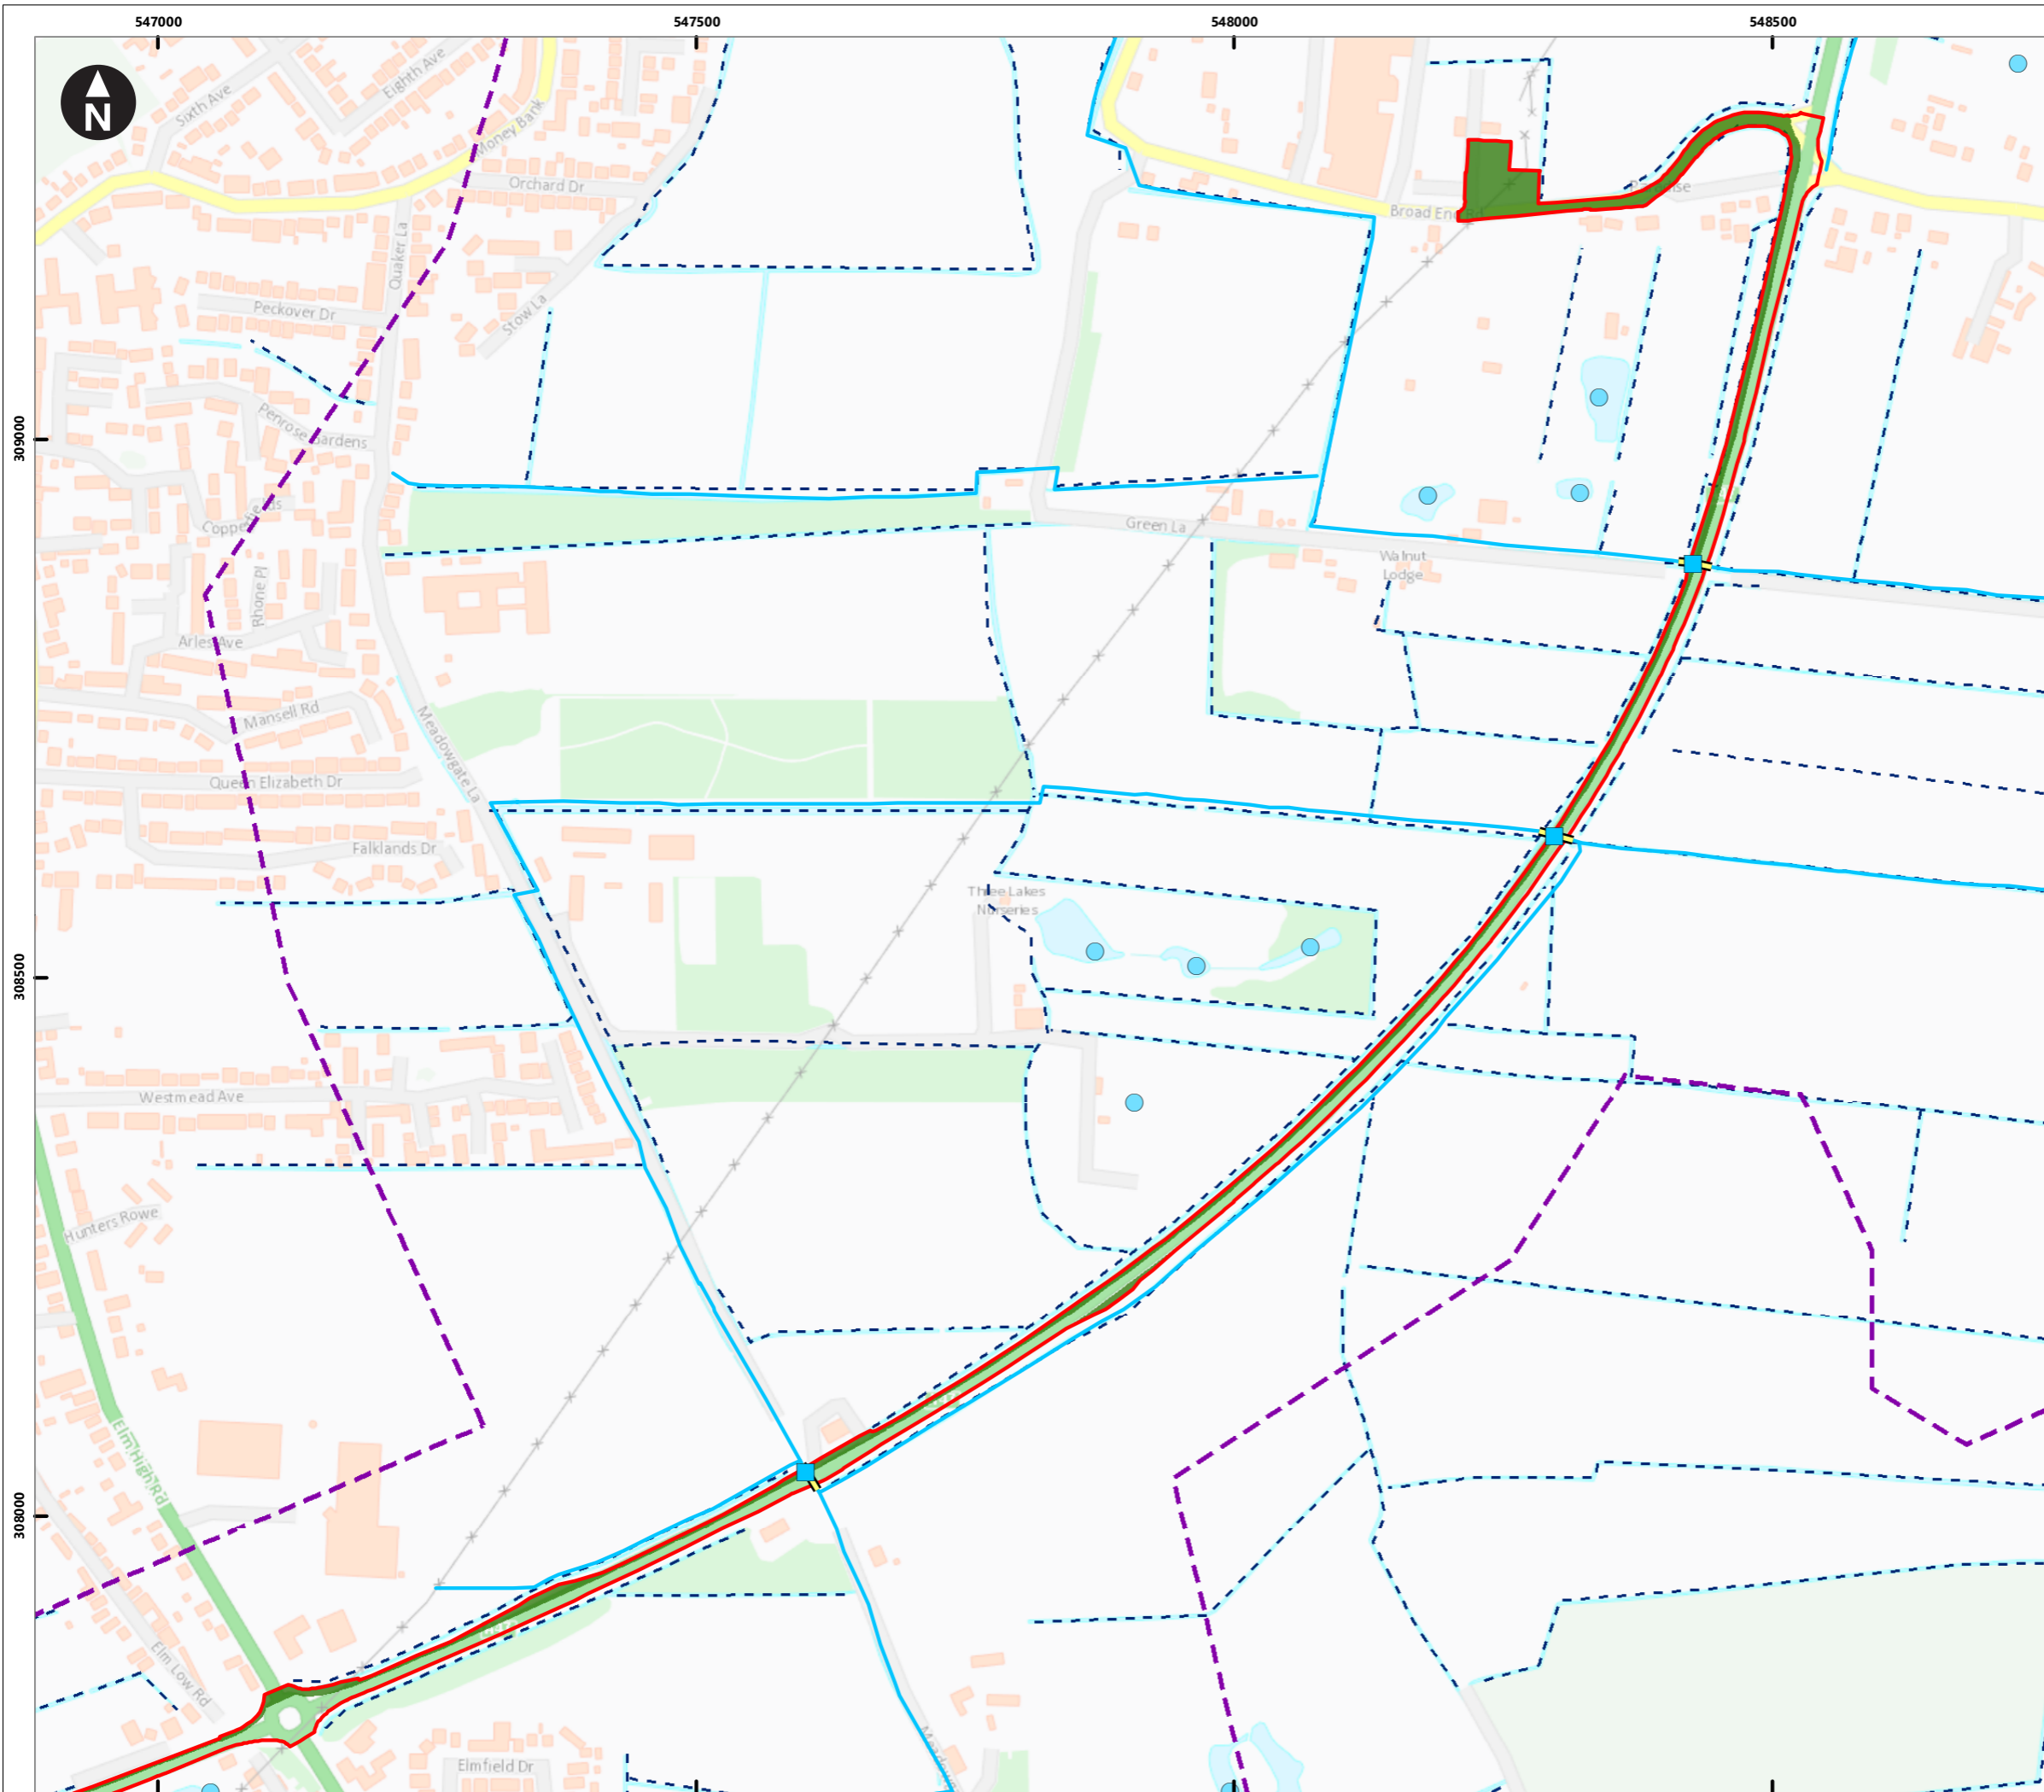 547000
547500
548000
548500
N
Sixth Ave
Eighth Ave
Money Bank
Orchard Dr
Quaker La
Stow La
Peckover Dr
Broad End Rd
309000
Penrose Gardens
Green La
Walnut
Lodge
Rhone Pl
Arles Ave
Mansell Rd
Meadowgate La
Queen Elizabeth Dr
Falklands Dr
Three Lakes
Nurseries
308500
Westmead Ave
Hunters Rowe
Elm High Rd
308000
Elm Low Rd
Elmfield Dr